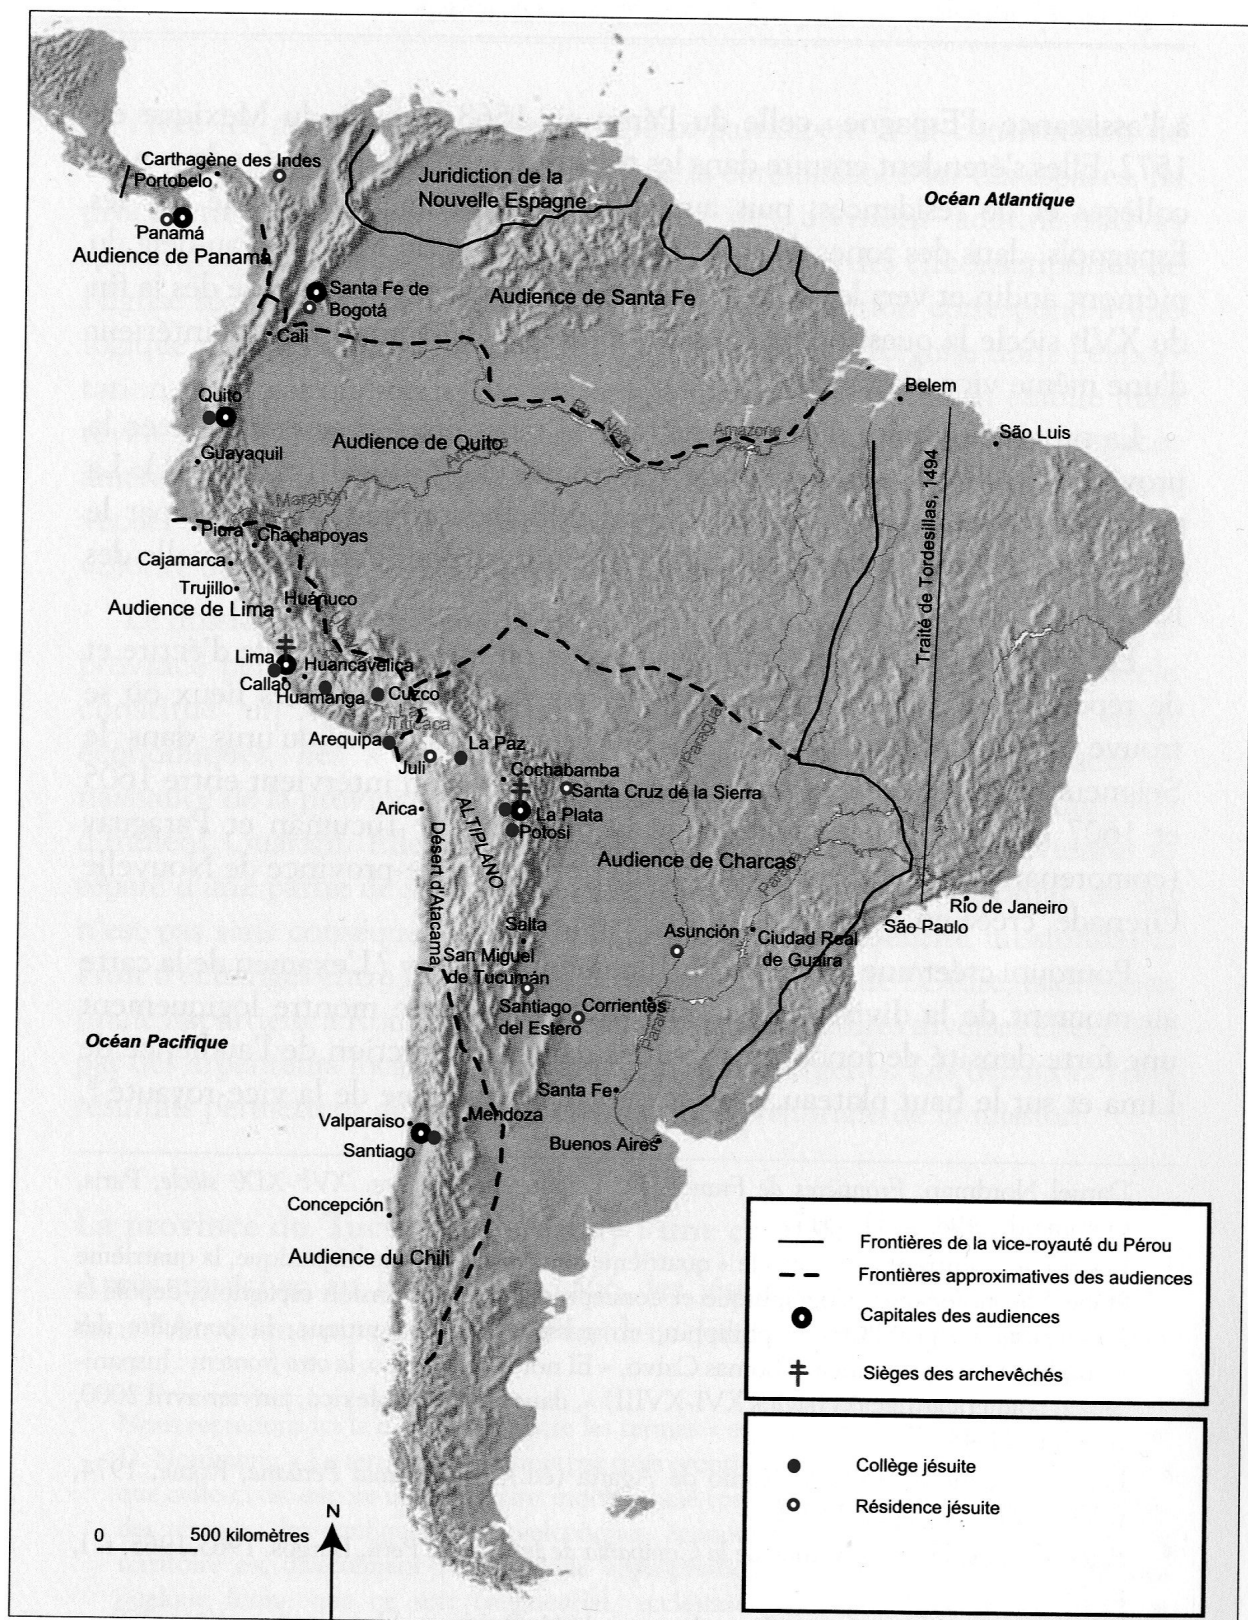 Carthagène des Indes
Portobelo
Juridiction de la
Nouvelle Espagne
Océan Atlantique
Panamá
Audience de Panama
Santa Fe de
Bogotá
Audience de Santa Fe
Cali
Belem
Quito
São Luis
Rio Negro
Amazone
Audience de Quito
Guayaquil
Marañón
Traité de Tordesillas, 1494
Piura
Chachapoyas
Cajamarca
Trujillo
Huánuco
Audience de Lima
Lima
Huancavelica
Callao
Huamanga
Cuzco
Lac
Titicaca
Paraguay
Arequipa
La Paz
Juli
Cochabamba
Santa Cruz de la Sierra
Arica
ALTIPLANO
La Plata
Potosi
Désert d'Atacama
Audience de Charcas
Paraná
Rio de Janeiro
São Paulo
Salta
Asunción
Ciudad Real
de Guaira
San Miguel
de Tucumán
Santiago
del Estero
Corrientes
Paraná
Océan Pacifique
Santa Fe
Valparaiso
Mendoza
Santiago
Buenos Aires
Concepción
Audience du Chili
Frontières de la vice-royauté du Pérou
Frontières approximatives des audiences
Capitales des audiences
Sièges des archevêchés
Collège jésuite
Résidence jésuite
N
0 500 kilomètres